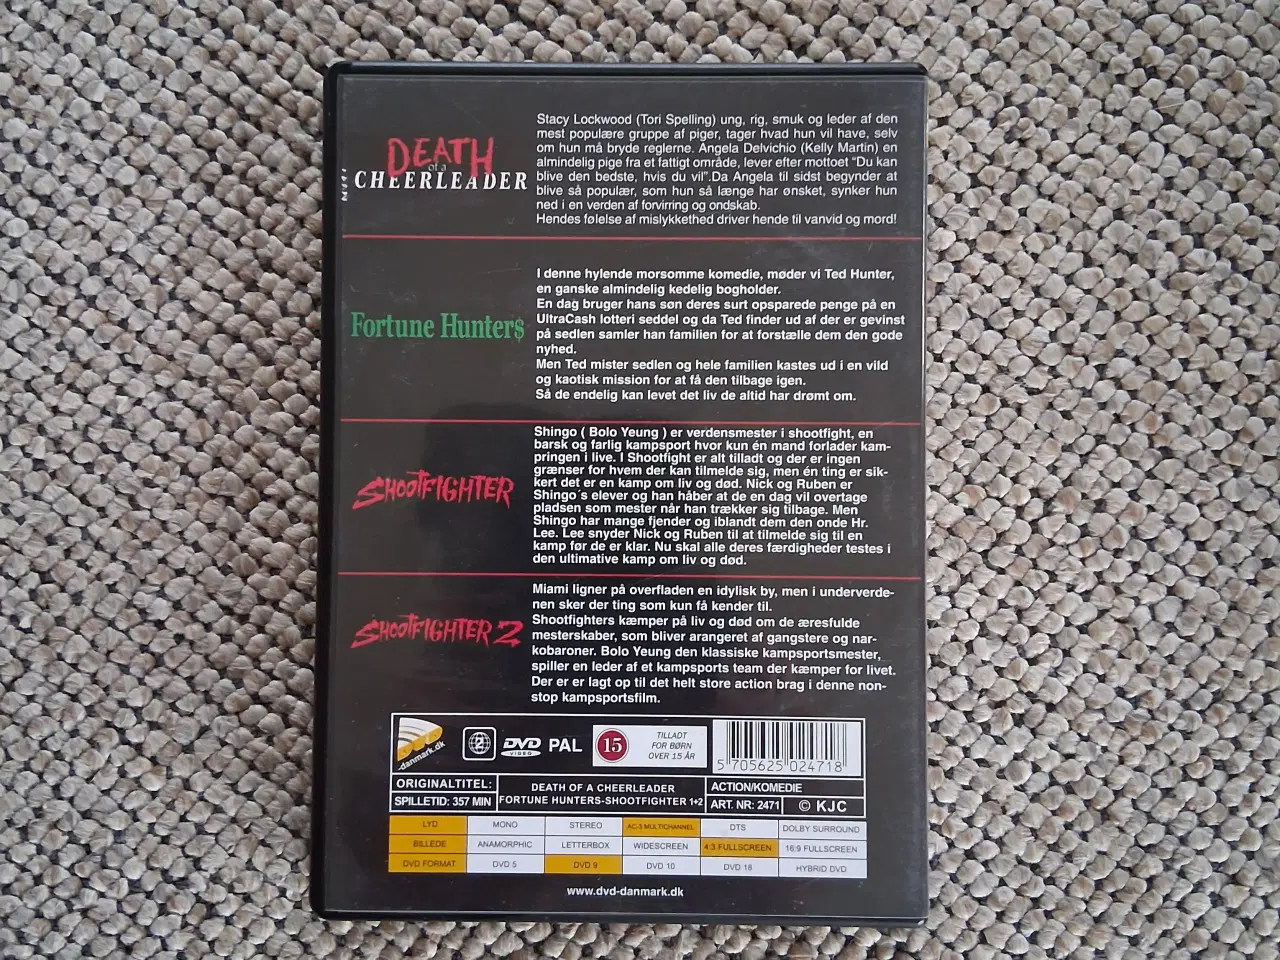 DEATH
of a
CHEERLEADER
Stacy Lockwood (Tori Spelling) ung, rig, smuk og leder af den
mest populære gruppe af piger, tager hvad hun vil have, selv
om hun må bryde reglerne. Angela Delvichio (Kelly Martin) en
almindelig pige fra et fattigt område, lever efter mottoet "Du kan
blive den bedste, hvis du vil".Da Angela til sidst begynder at
blive så populær, som hun så længe har ønsket, synker hun
ned i en verden af forvirring og ondskab.
Hendes følelse af mislykkethed driver hende til vanvid og mord!
Fortune Hunter$
I denne hylende morsomme komedie, møder vi Ted Hunter,
en ganske almindelig kedelig bogholder.
En dag bruger hans søn deres surt opsparede penge på en
UltraCash lotteri seddel og da Ted finder ud af der er gevinst
på sedlen samler han familien for at forstælle dem den gode
nyhed.
Men Ted mister sedlen og hele familien kastes ud i en vild
og kaotisk mission for at få den tilbage igen.
Så de endelig kan levet det liv de altid har drømt om.
SHOOTFIGHTER
Shingo ( Bolo Yeung ) er verdensmester i shootfight, en
barsk og farlig kampsport hvor kun én mand forlader kam-
pringen i live. I Shootfight er alt tilladt og der er ingen
grænser for hvem der kan tilmelde sig, men én ting er sik-
kert det er en kamp om liv og død. Nick og Ruben er
Shingo´s elever og han håber at de en dag vil overtage
pladsen som mester når han trækker sig tilbage. Men
Shingo har mange fjender og iblandt dem den onde Hr.
Lee. Lee snyder Nick og Ruben til at tilmelde sig til en
kamp før de er klar. Nu skal alle deres færdigheder testes i
den ultimative kamp om liv og død.
SHOOTFIGHTER 2
Miami ligner på overfladen en idylisk by, men i underverde-
nen sker der ting som kun få kender til.
Shootfighters kæmper på liv og død om de æresfulde
mesterskaber, som bliver arangeret af gangstere og nar-
kobaroner. Bolo Yeung den klassiske kampsportsmester,
spiller en leder af et kampsports team der kæmper for livet.
Der er er lagt op til det helt store action brag i denne non-
stop kampsportsfilm.
DVD
-danmark.dk
2
DVD
VIDEO
PAL
15
TILLADT
FOR BØRN
OVER 15 ÅR
5 705625 024718
ORIGINALTITEL:
SPILLETID: 357 MIN
DEATH OF A CHEERLEADER
FORTUNE HUNTERS-SHOOTFIGHTER 1+2
ACTION/KOMEDIE
ART. NR: 2471
© KJC
LYD MONO STEREO AC-3 MULTICHANNEL DTS DOLBY SURROUND
BILLEDE ANAMORPHIC LETTERBOX WIDESCREEN 4:3 FULLSCREEN 16:9 FULLSCREEN
DVD FORMAT DVD 5 DVD 9 DVD 10 DVD 18 HYBRID DVD
www.dvd-danmark.dk